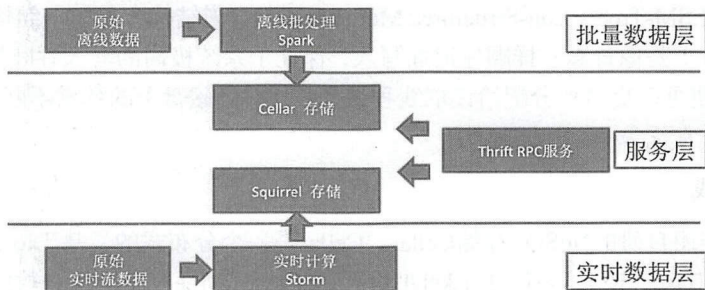 原始
离线数据
离线批处理
Spark
批量数据层
Cellar 存储
Thrift RPC服务
服务层
Squirrel 存储
原始
实时流数据
实时计算
Storm
实时数据层